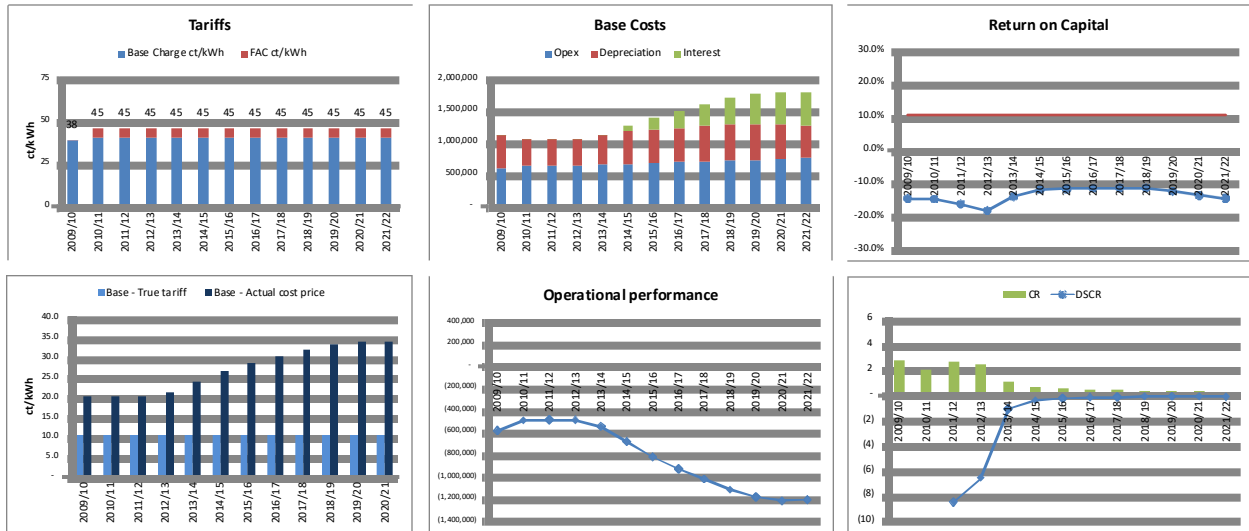 Tariffs
Base Charge ct/kWh FAC ct/kWh
75
50
25
0
ct/kWh
38 45 45 45 45 45 45 45 45 45 45 45 45
2009/10 2010/11 2011/12 2012/13 2013/14 2014/15 2015/16 2016/17 2017/18 2018/19 2019/20 2020/21 2021/22
Base Costs
Opex Depreciation Interest
2,000,000
1,500,000
1,000,000
500,000
-
2009/10 2010/11 2011/12 2012/13 2013/14 2014/15 2015/16 2016/17 2017/18 2018/19 2019/20 2020/21 2021/22
Return on Capital
30.0%
20.0%
10.0%
0.0%
-10.0%
-20.0%
-30.0%
2009/10 2010/11 2011/12 2012/13 2013/14 2014/15 2015/16 2016/17 2017/18 2018/19 2019/20 2020/21 2021/22
Base - True tariff Base - Actual cost price
40.0
35.0
30.0
25.0
20.0
15.0
10.0
5.0
-
ct/kWh
2009/10 2010/11 2011/12 2012/13 2013/14 2014/15 2015/16 2016/17 2017/18 2018/19 2019/20 2020/21
Operational performance
400,000
200,000
-
(200,000)
(400,000)
(600,000)
(800,000)
(1,000,000)
(1,200,000)
(1,400,000)
2009/10 2010/11 2011/12 2012/13 2013/14 2014/15 2015/16 2016/17 2017/18 2018/19 2019/20 2020/21 2021/22
CR DSCR
6
4
2
-
(2)
(4)
(6)
(8)
(10)
2009/10 2010/11 2011/12 2012/13 2013/14 2014/15 2015/16 2016/17 2017/18 2018/19 2019/20 2020/21 2021/22